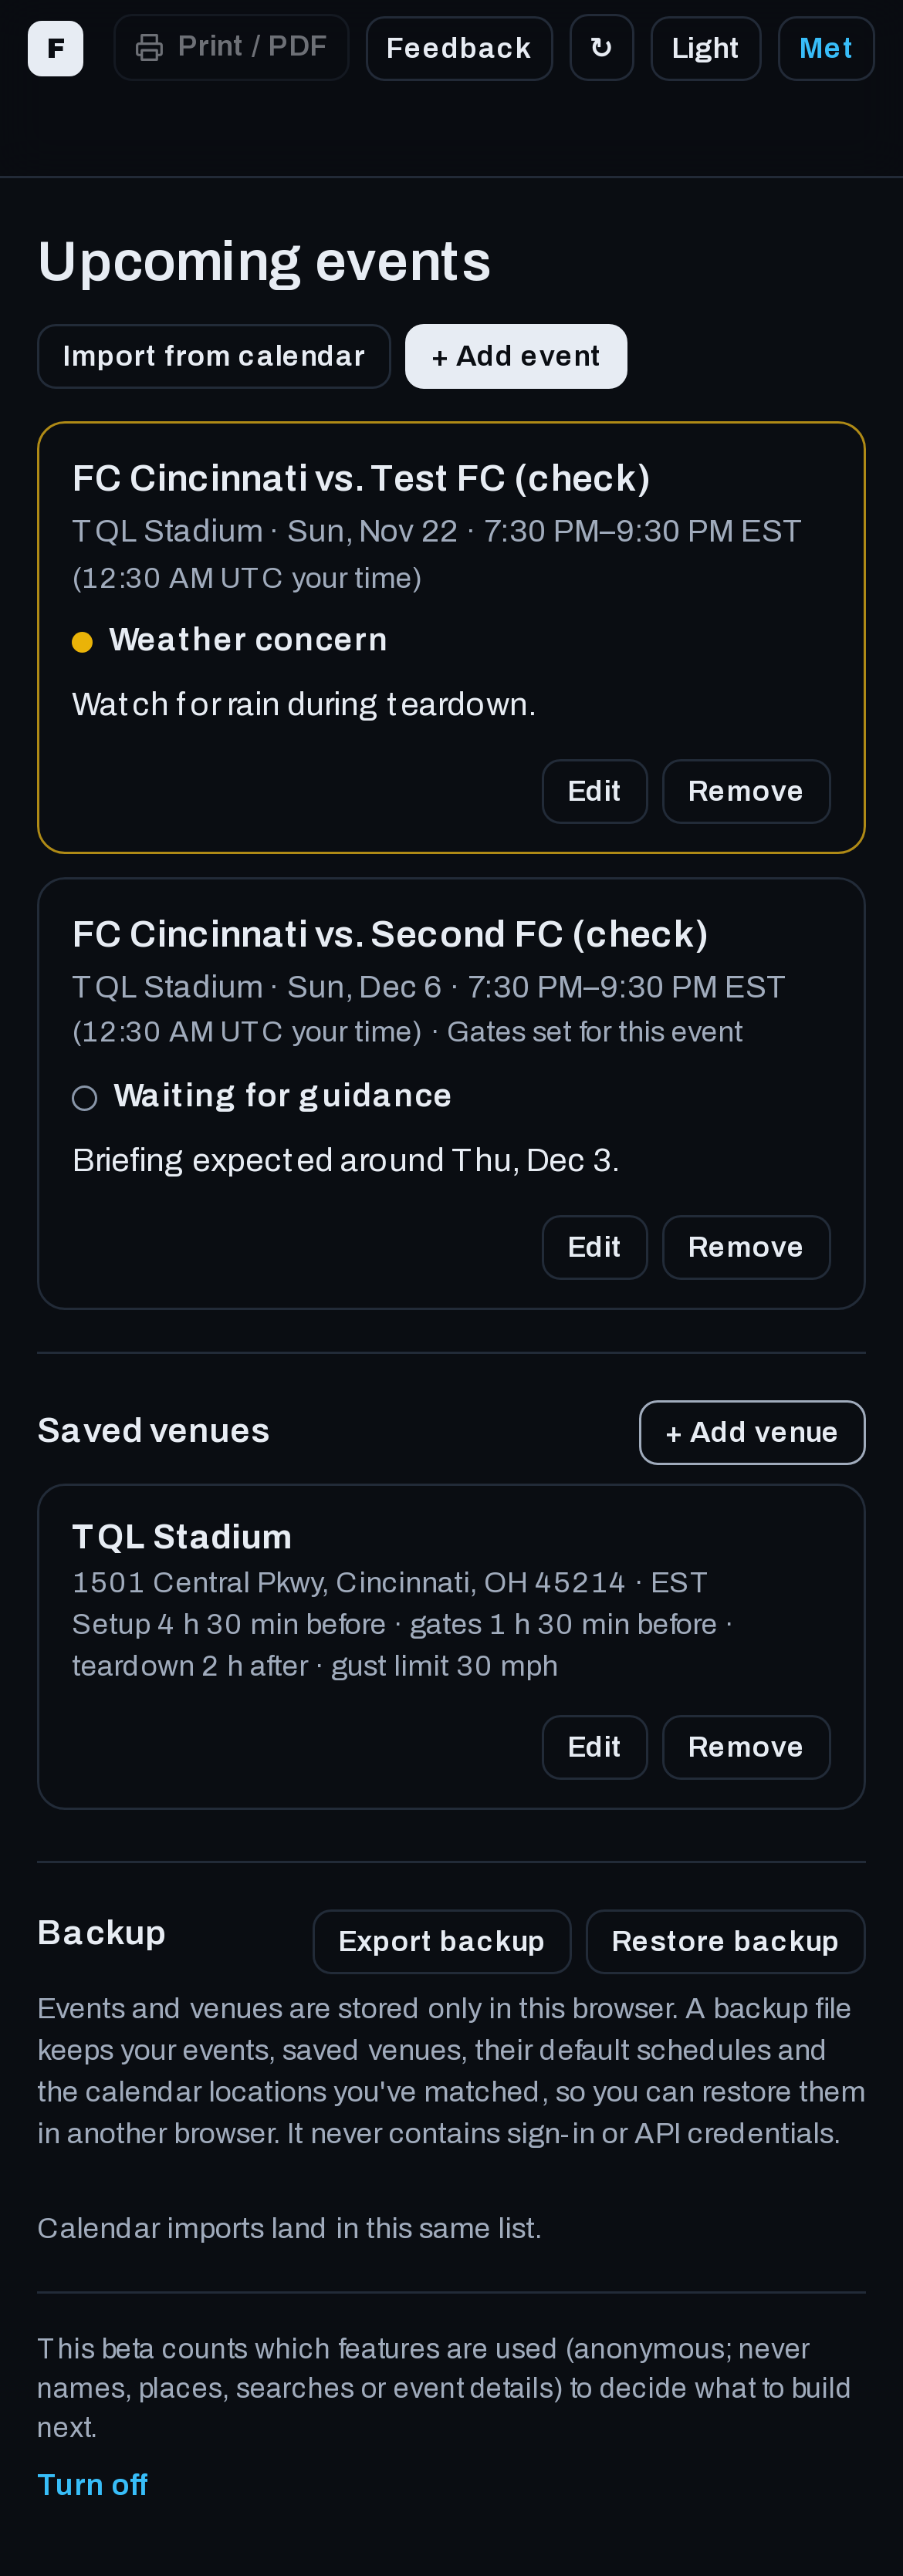 F
Print / PDF
Feedback
↻
Light
Met
Upcoming events
Import from calendar
+ Add event
FC Cincinnati vs. Test FC (check)
TQL Stadium · Sun, Nov 22 · 7:30 PM–9:30 PM EST
(12:30 AM UTC your time)
Weather concern
Watch for rain during teardown.
Edit
Remove
FC Cincinnati vs. Second FC (check)
TQL Stadium · Sun, Dec 6 · 7:30 PM–9:30 PM EST
(12:30 AM UTC your time) · Gates set for this event
Waiting for guidance
Briefing expected around Thu, Dec 3.
Edit
Remove
Saved venues
+ Add venue
TQL Stadium
1501 Central Pkwy, Cincinnati, OH 45214 · EST
Setup 4 h 30 min before · gates 1 h 30 min before ·
teardown 2 h after · gust limit 30 mph
Edit
Remove
Backup
Export backup
Restore backup
Events and venues are stored only in this browser. A backup file
keeps your events, saved venues, their default schedules and
the calendar locations you've matched, so you can restore them
in another browser. It never contains sign-in or API credentials.
Calendar imports land in this same list.
This beta counts which features are used (anonymous; never
names, places, searches or event details) to decide what to build
next.
Turn off